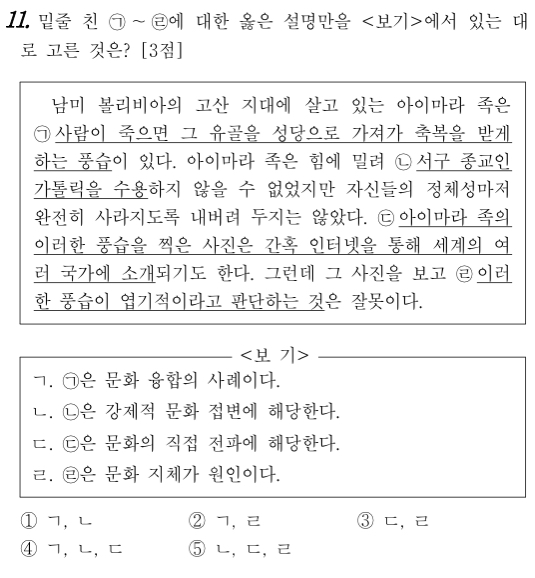 11. 밑줄 친 ㉠ ~ ㉣에 대한 옳은 설명만을 <보기>에서 있는 대
로 고른 것은? [3점]
남미 볼리비아의 고산 지대에 살고 있는 아이마라 족은
㉠사람이 죽으면 그 유골을 성당으로 가져가 축복을 받게
하는 풍습이 있다. 아이마라 족은 힘에 밀려 ㉡서구 종교인
가톨릭을 수용하지 않을 수 없었지만 자신들의 정체성마저
완전히 사라지도록 내버려 두지는 않았다. ㉢아이마라 족의
이러한 풍습을 찍은 사진은 간혹 인터넷을 통해 세계의 여
러 국가에 소개되기도 한다. 그런데 그 사진을 보고 ㉣이러
한 풍습이 엽기적이라고 판단하는 것은 잘못이다.
<보 기>
ㄱ. ㉠은 문화 융합의 사례이다.
ㄴ. ㉡은 강제적 문화 접변에 해당한다.
ㄷ. ㉢은 문화의 직접 전파에 해당한다.
ㄹ. ㉣은 문화 지체가 원인이다.
① ㄱ, ㄴ ② ㄱ, ㄹ ③ ㄷ, ㄹ
④ ㄱ, ㄴ, ㄷ ⑤ ㄴ, ㄷ, ㄹ